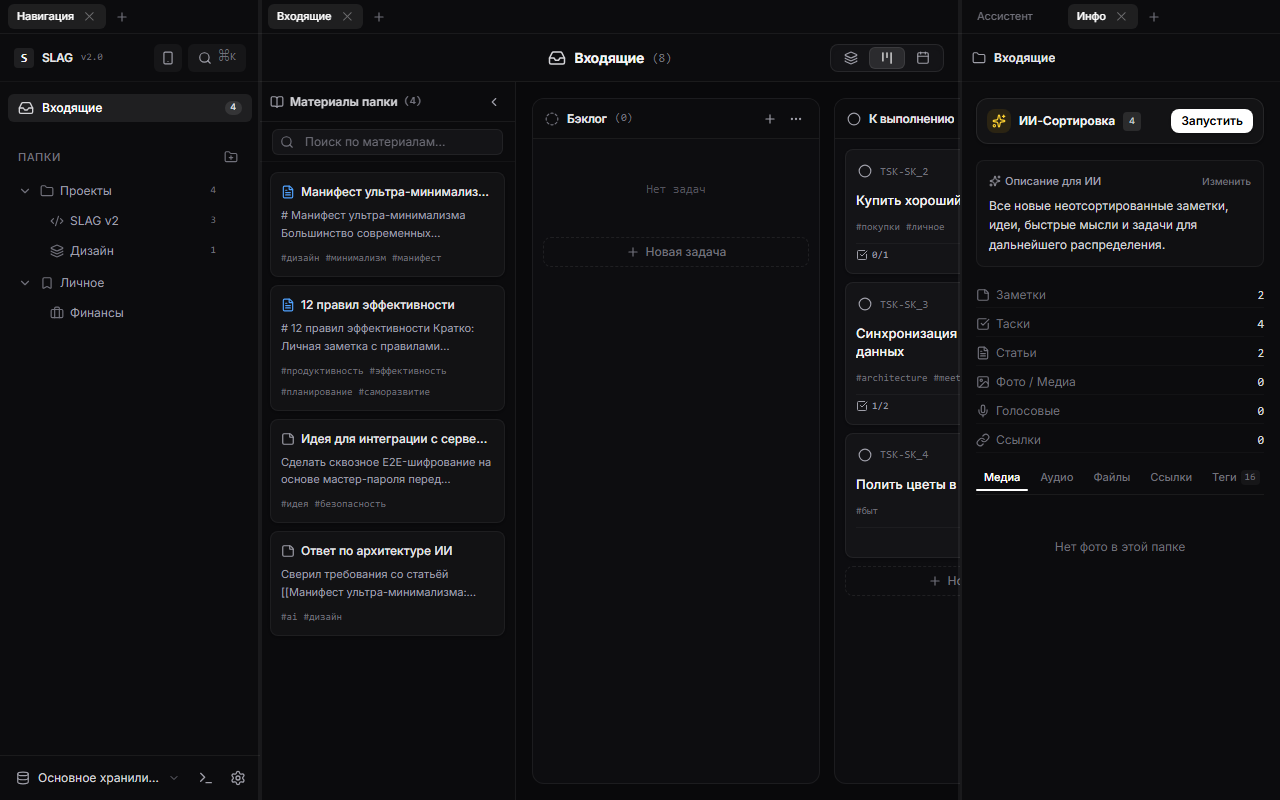 Навигация
S SLAG v2.0
⌘K
Входящие 4
ПАПКИ
Проекты 4
SLAG v2 3
Дизайн 1
Личное
Финансы
Основное хранили...
Входящие
Входящие (8)
Материалы папки (4)
Поиск по материалам...
Манифест ультра-минимализ...
# Манифест ультра-минимализма
Большинство современных...
#дизайн #минимализм #манифест
12 правил эффективности
# 12 правил эффективности Кратко:
Личная заметка с правилами...
#продуктивность #эффективность
#планирование #саморазвитие
Идея для интеграции с серве...
Сделать сквозное E2E-шифрование на
основе мастер-пароля перед...
#идея #безопасность
Ответ по архитектуре ИИ
Сверил требования со статьёй
[[Манифест ультра-минимализма:...
#ai #дизайн
Бэклог (0)
Нет задач
Новая задача
К выполнению
TSK-SK_2
Купить хороший
#покупки #личное
0/1
TSK-SK_3
Синхронизация
данных
#architecture #meet
1/2
TSK-SK_4
Полить цветы в
#быт
Но
Ассистент
Инфо
Входящие
ИИ-Сортировка 4
Запустить
Описание для ИИ
Изменить
Все новые неотсортированные заметки,
идеи, быстрые мысли и задачи для
дальнейшего распределения.
Заметки 2
Таски 4
Статьи 2
Фото / Медиа 0
Голосовые 0
Ссылки 0
Медиа Аудио Файлы Ссылки Теги 16
Нет фото в этой папке